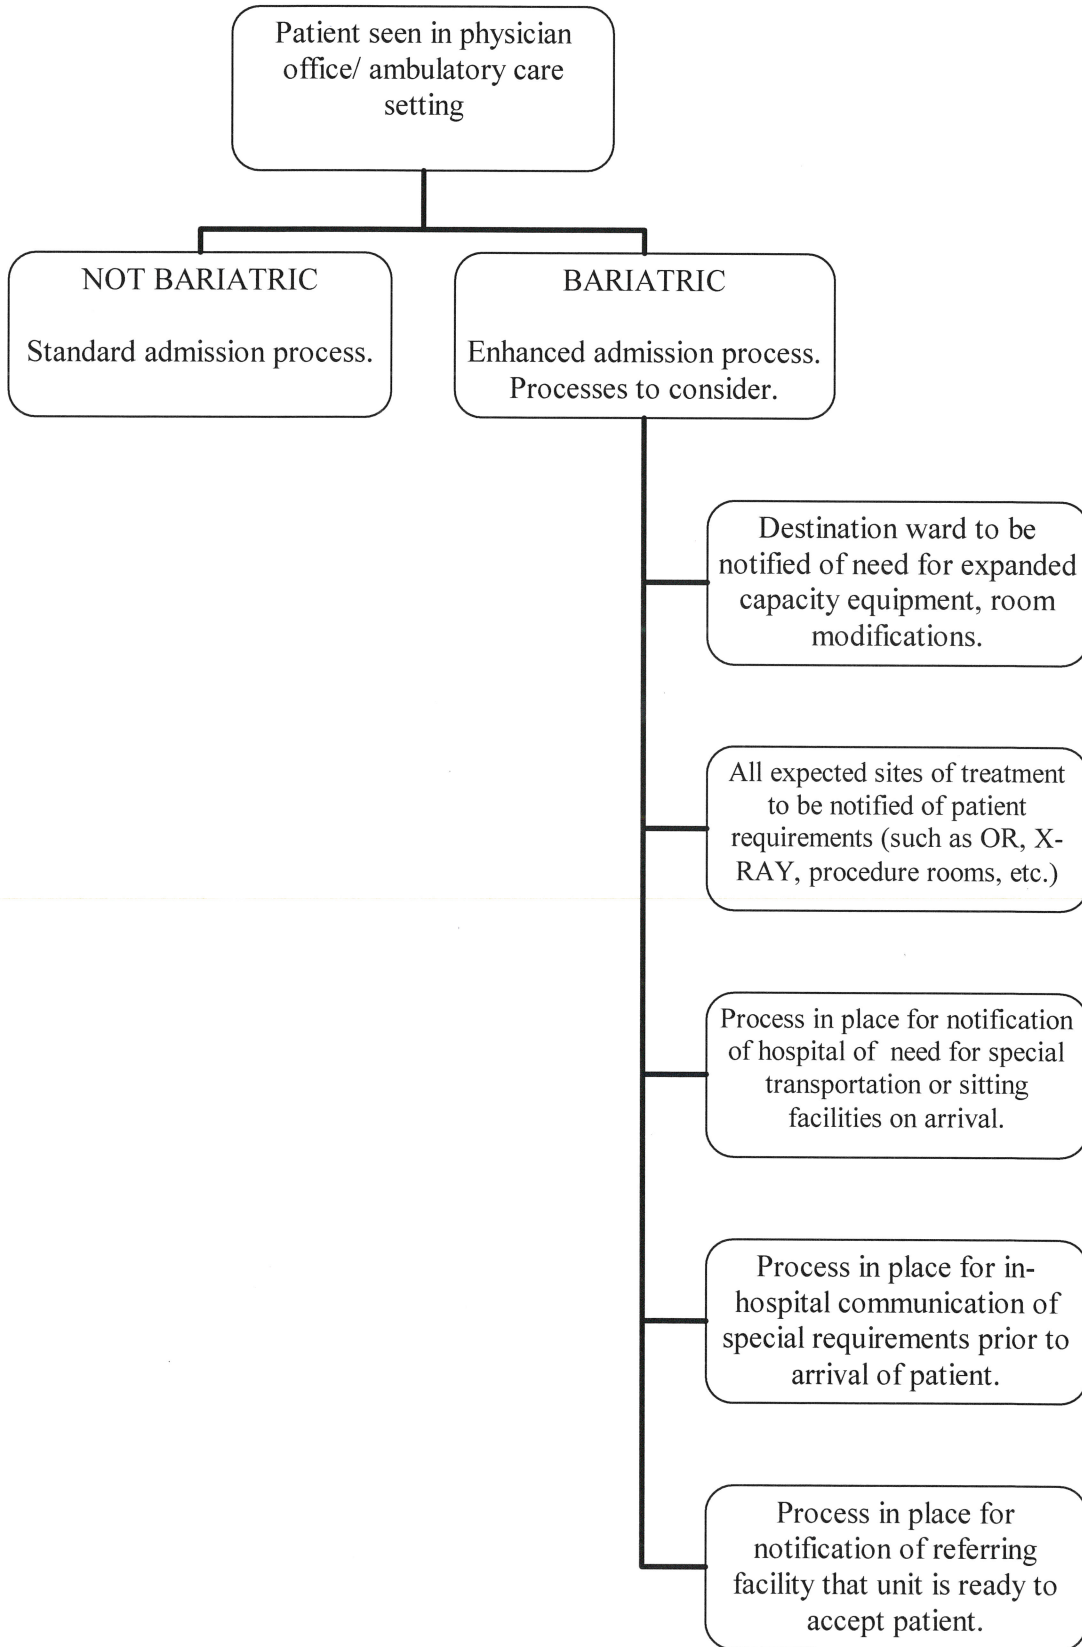 Patient seen in physician
office/ ambulatory care
setting
NOT BARIATRIC
Standard admission process.
BARIATRIC
Enhanced admission process.
Processes to consider.
Destination ward to be
notified of need for expanded
capacity equipment, room
modifications.
All expected sites of treatment
to be notified of patient
requirements (such as OR, X-
RAY, procedure rooms, etc.)
Process in place for notification
of hospital of  need for special
transportation or sitting
facilities on arrival.
Process in place for in-
hospital communication of
special requirements prior to
arrival of patient.
Process in place for
notification of referring
facility that unit is ready to
accept patient.